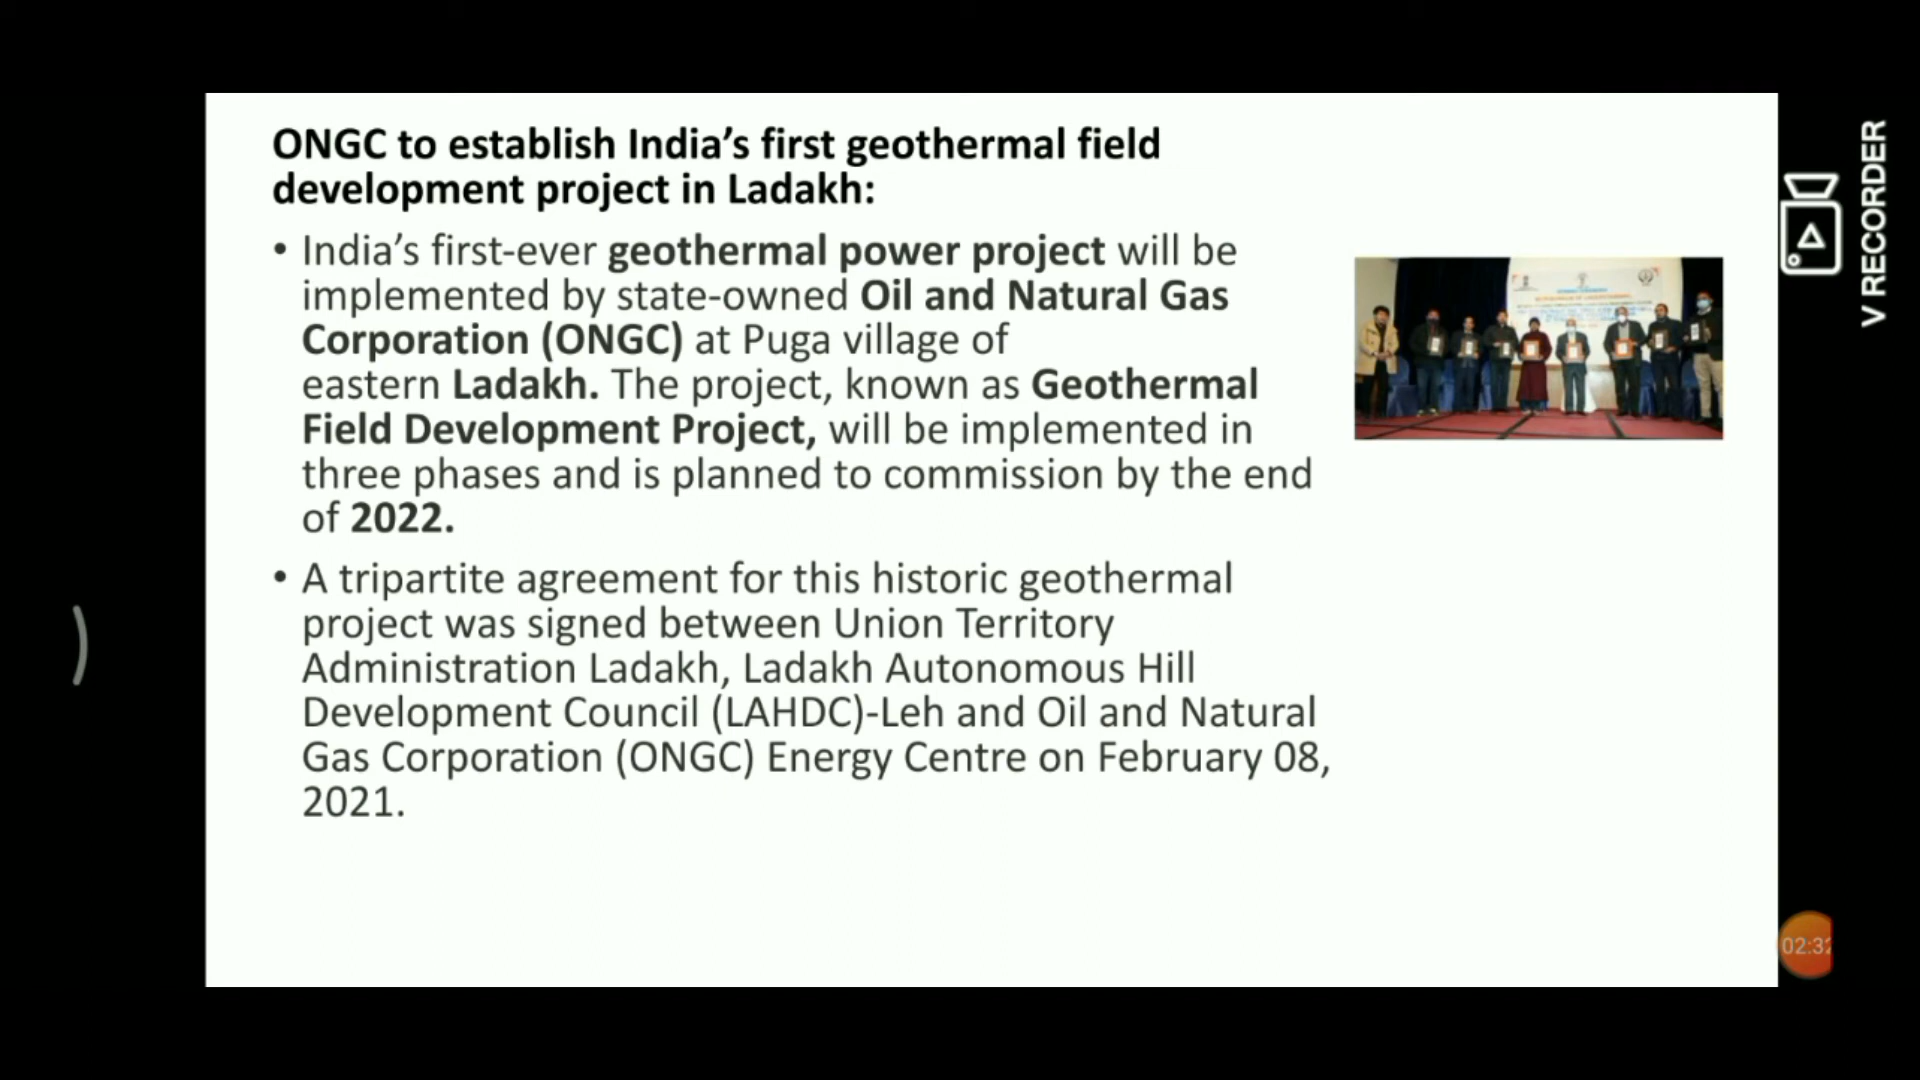 ONGC to establish India's first geothermal field
development project in Ladakh:
• India's first-ever geothermal power project will be
implemented by state-owned Oil and Natural Gas
Corporation (ONGC) at Puga village of
eastern Ladakh. The project, known as Geothermal
Field Development Project, will be implemented in
three phases and is planned to commission by the end
of 2022.
• A tripartite agreement for this historic geothermal
project was signed between Union Territory
Administration Ladakh, Ladakh Autonomous Hill
Development Council (LAHDC)-Leh and Oil and Natural
Gas Corporation (ONGC) Energy Centre on February 08,
2021.
V RECORDER
02:32